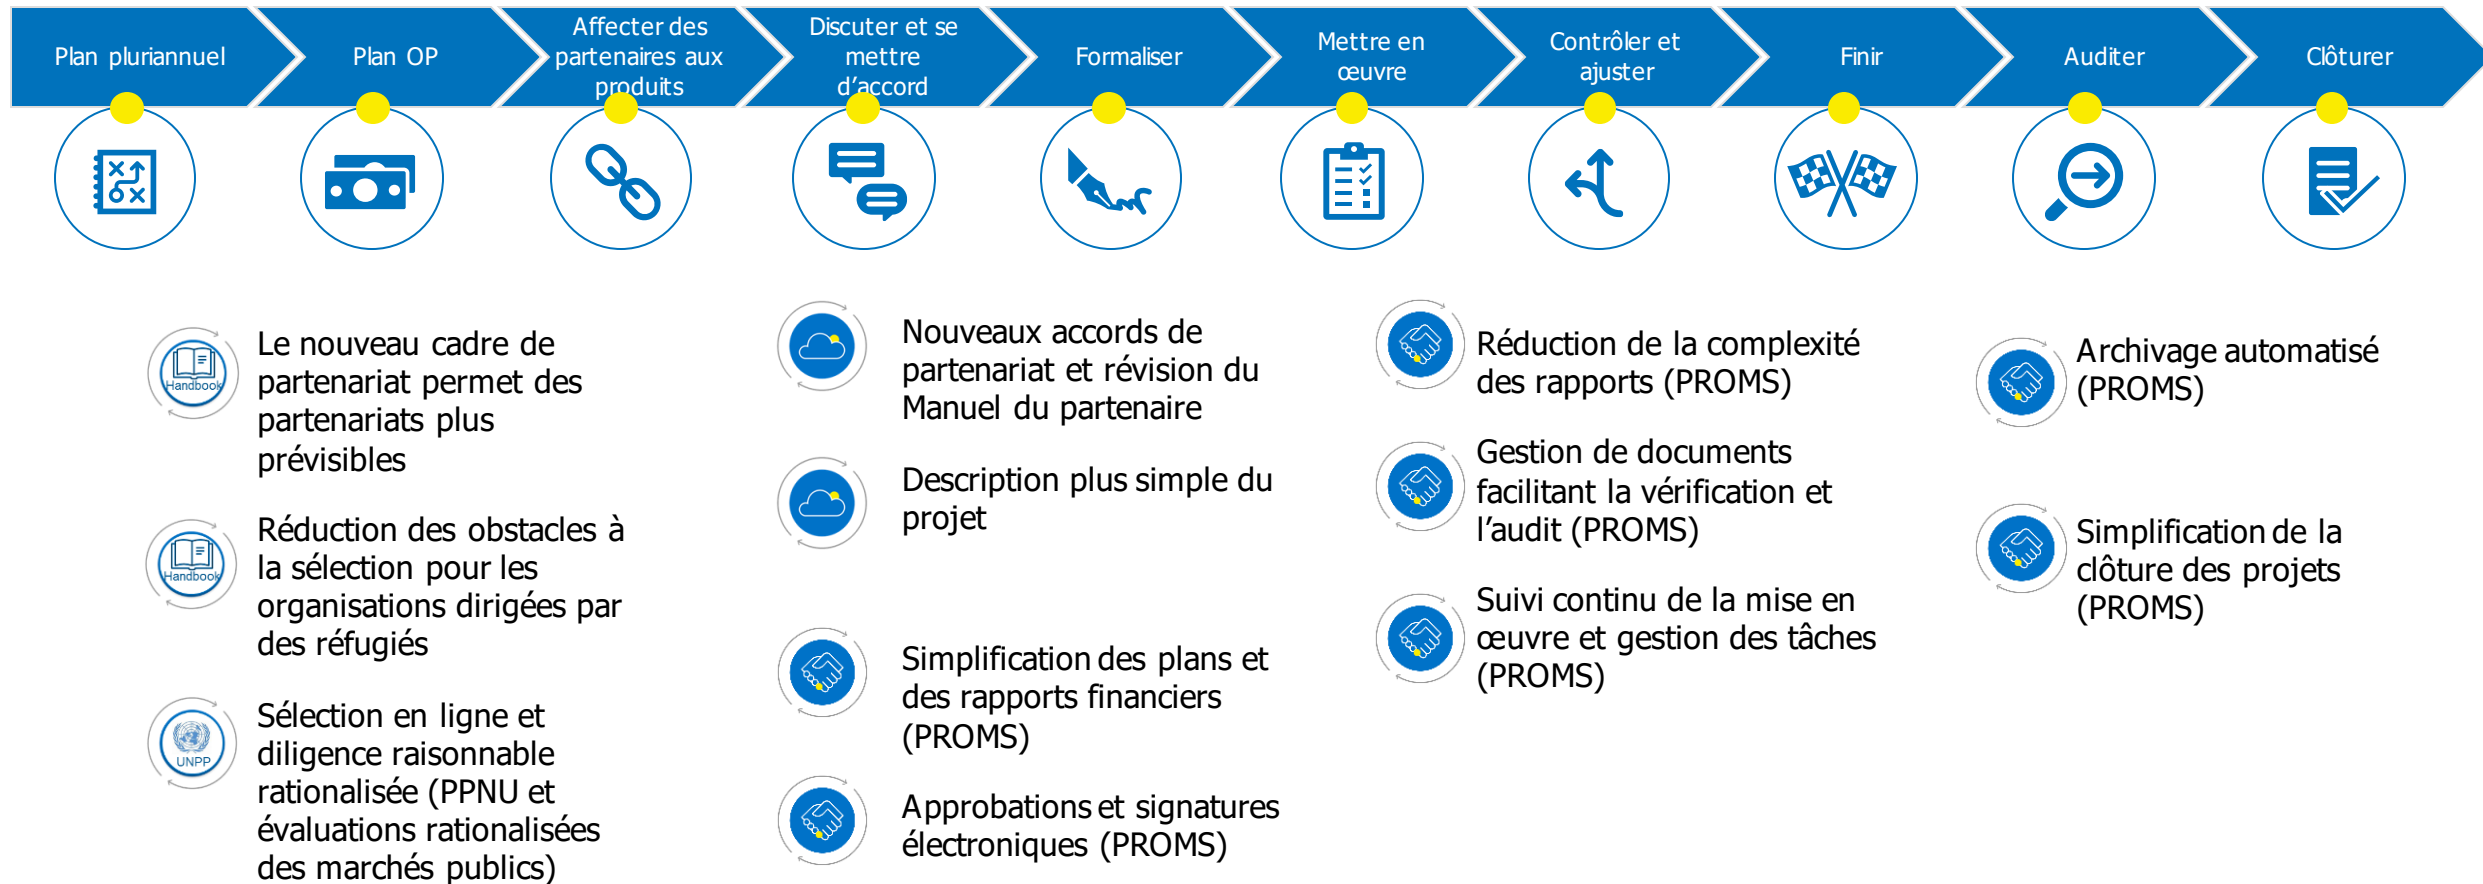 Plan pluriannuel
Plan OP
Affecter des
partenaires aux
produits
Discuter et se
mettre
d’accord
Formaliser
Mettre en
œuvre
Contrôler et
ajuster
Finir
Auditer
Clôturer
Handbook
Le nouveau cadre de
partenariat permet des
partenariats plus
prévisibles
Handbook
Réduction des obstacles à
la sélection pour les
organisations dirigées par
des réfugiés
UNPP
Sélection en ligne et
diligence raisonnable
rationalisée (PPNU et
évaluations rationalisées
des marchés publics)
Nouveaux accords de
partenariat et révision du
Manuel du partenaire
Description plus simple du
projet
Simplification des plans et
des rapports financiers
(PROMS)
Approbations et signatures
électroniques (PROMS)
Réduction de la complexité
des rapports (PROMS)
Gestion de documents
facilitant la vérification et
l’audit (PROMS)
Suivi continu de la mise en
œuvre et gestion des tâches
(PROMS)
Archivage automatisé
(PROMS)
Simplification de la
clôture des projets
(PROMS)